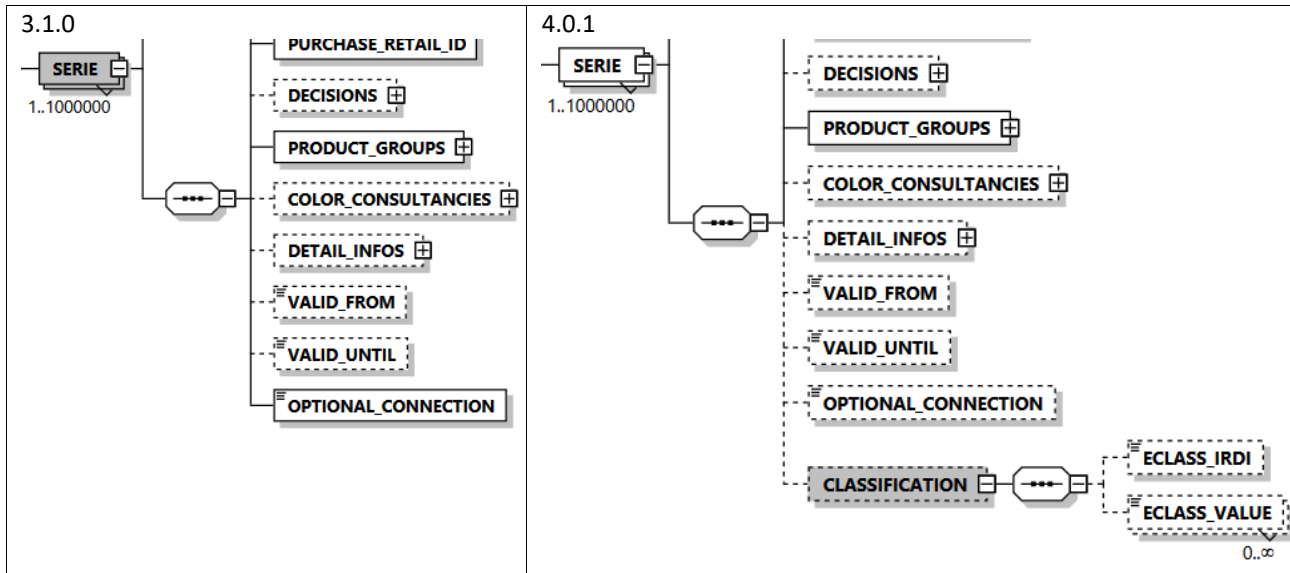 3.1.0
PURCHASE_RETAIL_ID
SERIE
1..1000000
DECISIONS
PRODUCT_GROUPS
COLOR_CONSULTANCIES
DETAIL_INFOS
VALID_FROM
VALID_UNTIL
OPTIONAL_CONNECTION
4.0.1
SERIE
1..1000000
DECISIONS
PRODUCT_GROUPS
COLOR_CONSULTANCIES
DETAIL_INFOS
VALID_FROM
VALID_UNTIL
OPTIONAL_CONNECTION
CLASSIFICATION
ECLASS_IRDI
ECLASS_VALUE
0..∞